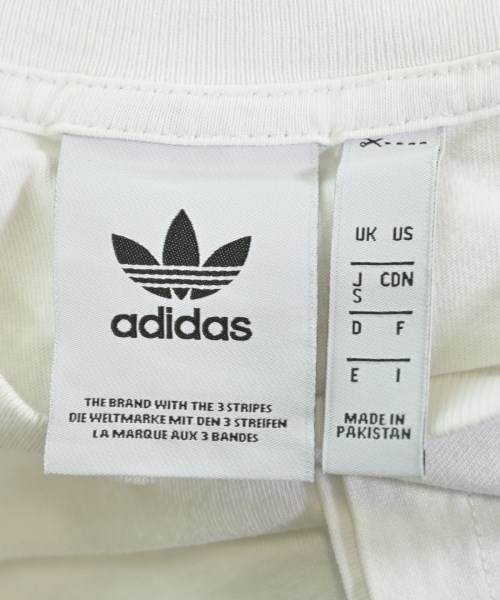 adidas
THE BRAND WITH THE 3 STRIPES
DIE WELTMARKE MIT DEN 3 STREIFEN
LA MARQUE AUX 3 BANDES
UK US
J CDN
S
D F
E I
MADE IN
PAKISTAN